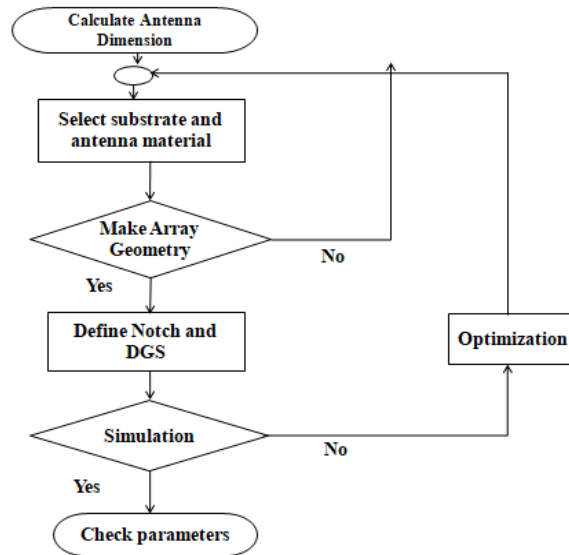 Calculate Antenna
Dimension
Select substrate and
antenna material
Make Array
Geometry
No
Yes
Define Notch and
DGS
Optimization
Simulation
No
Yes
Check parameters